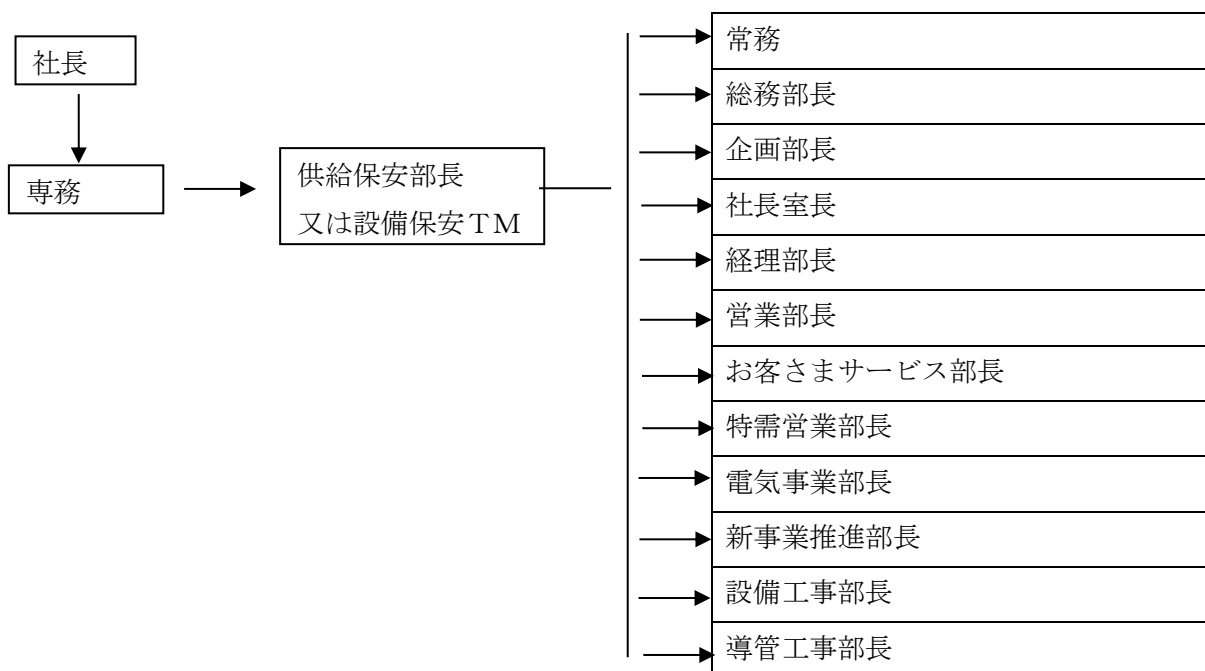 社長
専務
供給保安部長
又は設備保安ＴＭ
常務
総務部長
企画部長
社長室長
経理部長
営業部長
お客さまサービス部長
特需営業部長
電気事業部長
新事業推進部長
設備工事部長
導管工事部長